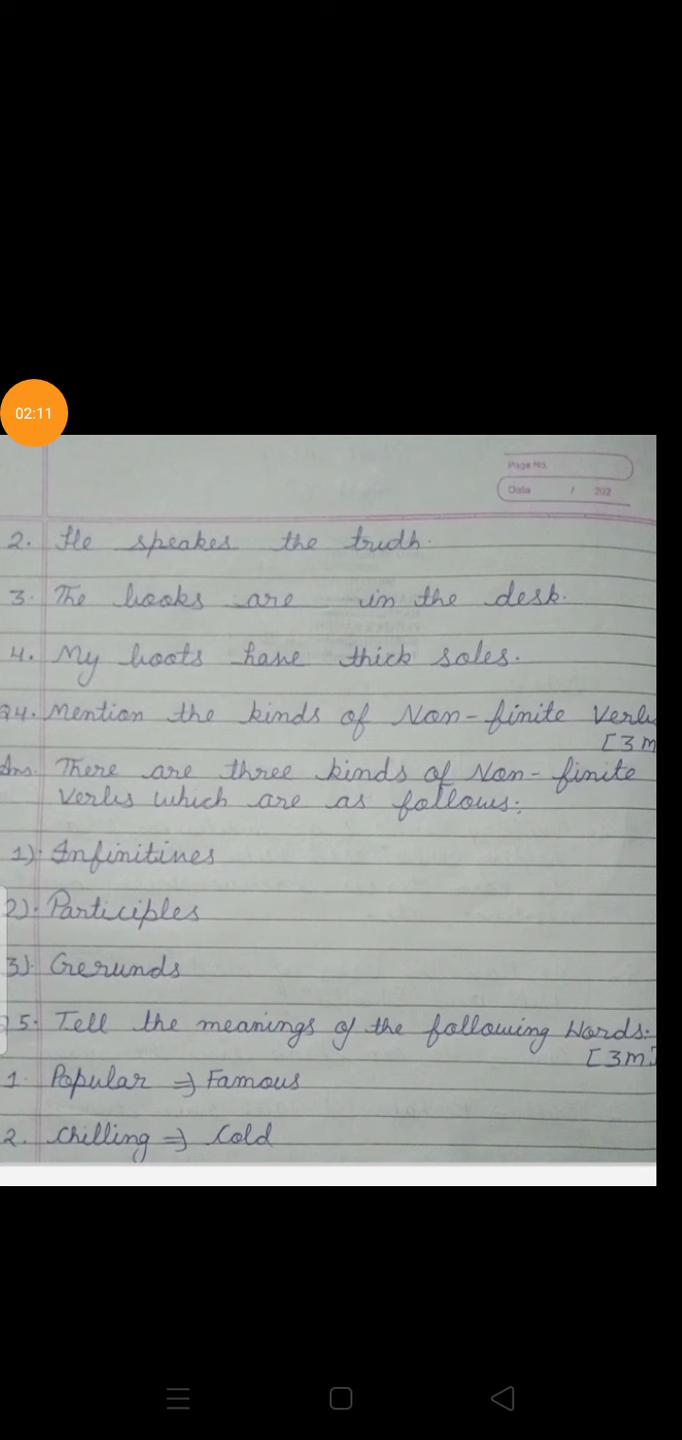 02:11
Page No.
Date / 202
2. He speakes the trudh.
3. The books are in the desk.
4. My boots have thick soles.
Q4. Mention the kinds of Non-finite Verbs
[3m
Ans. There are three kinds of Non-finite
Verbs which are as follows:
1). Infinitives
2). Participles
3). Gerunds
25. Tell the meanings of the following Words:
[3m]
1. Popular ⇒ Famous
2. Chilling ⇒ Cold